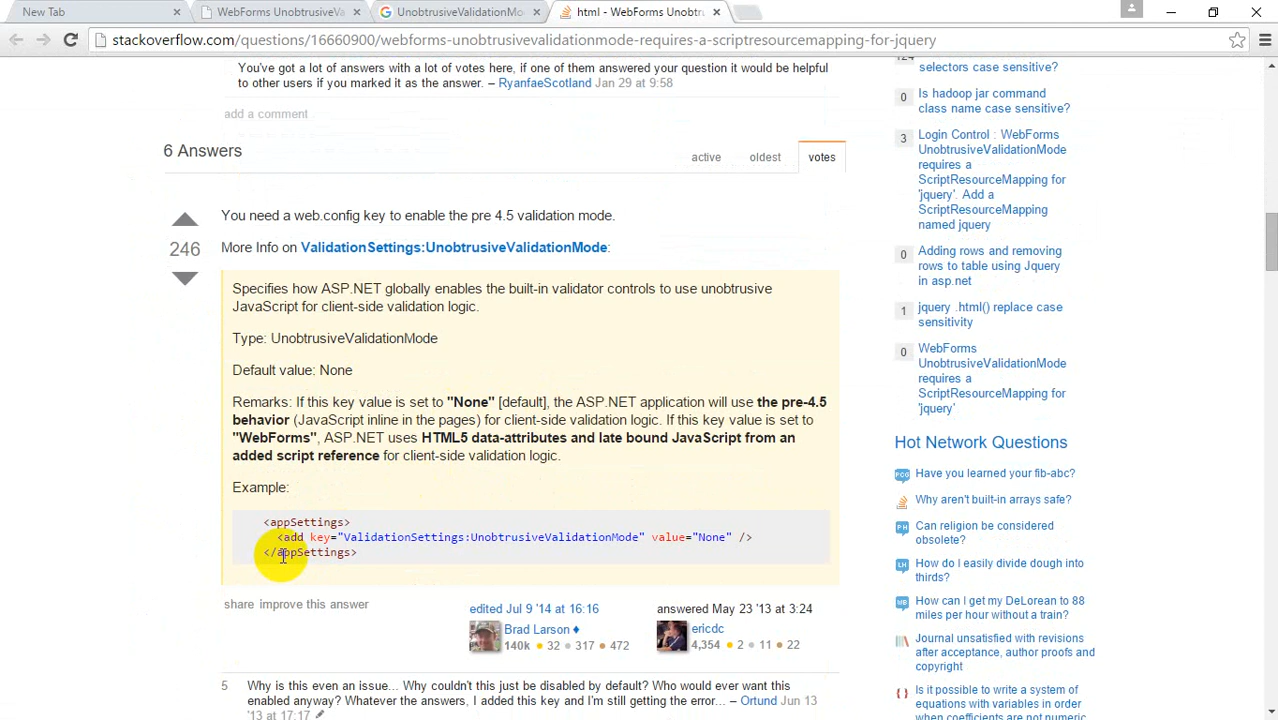 New Tab
WebForms UnobtrusiveVa
UnobtrusiveValidationMo
html - WebForms Unobtru
stackoverflow.com/questions/16660900/webforms-unobtrusivevalidationmode-requires-a-scriptresourcemapping-for-jquery
You've got a lot of answers with a lot of votes here, if one of them answered your question it would be helpful
to other users if you marked it as the answer. – RyanfaeScotland Jan 29 at 9:58
add a comment
6 Answers
active oldest votes
246
You need a web.config key to enable the pre 4.5 validation mode.
More Info on ValidationSettings:UnobtrusiveValidationMode:
Specifies how ASP.NET globally enables the built-in validator controls to use unobtrusive
JavaScript for client-side validation logic.
Type: UnobtrusiveValidationMode
Default value: None
Remarks: If this key value is set to "None" [default], the ASP.NET application will use the pre-4.5
behavior (JavaScript inline in the pages) for client-side validation logic. If this key value is set to
"WebForms", ASP.NET uses HTML5 data-attributes and late bound JavaScript from an
added script reference for client-side validation logic.
Example:
<appSettings>
<add key="ValidationSettings:UnobtrusiveValidationMode" value="None" />
</appSettings>
share improve this answer
edited Jul 9 '14 at 16:16
Brad Larson ♦
140k 32 317 472
answered May 23 '13 at 3:24
ericdc
4,354 2 11 22
5 Why is this even an issue... Why couldn't this just be disabled by default? Who would ever want this
enabled anyway? Whatever the answers, I added this key and I'm still getting the error... – Ortund Jun 13
'13 at 17:17
selectors case sensitive?
0 Is hadoop jar command
class name case sensitive?
3 Login Control : WebForms
UnobtrusiveValidationMode
requires a
ScriptResourceMapping for
'jquery'. Add a
ScriptResourceMapping
named jquery
0 Adding rows and removing
rows to table using Jquery
in asp.net
1 jquery .html() replace case
sensitivity
0 WebForms
UnobtrusiveValidationMode
requires a
ScriptResourceMapping for
'jquery'
Hot Network Questions
Have you learned your fib-abc?
Why aren't built-in arrays safe?
Can religion be considered
obsolete?
How do I easily divide dough into
thirds?
How can I get my DeLorean to 88
miles per hour without a train?
Journal unsatisfied with revisions
after acceptance, author proofs and
copyright
Is it possible to write a system of
equations with variables in order